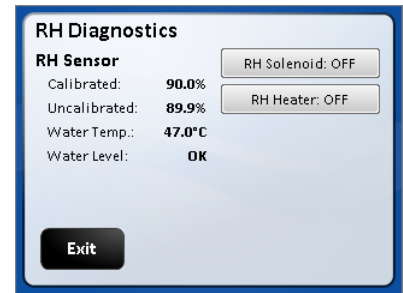 RH Diagnostics
RH Sensor
Calibrated: 90.0%
Uncalibrated: 89.9%
Water Temp.: 47.0°C
Water Level: OK
RH Solenoid: OFF
RH Heater: OFF
Exit